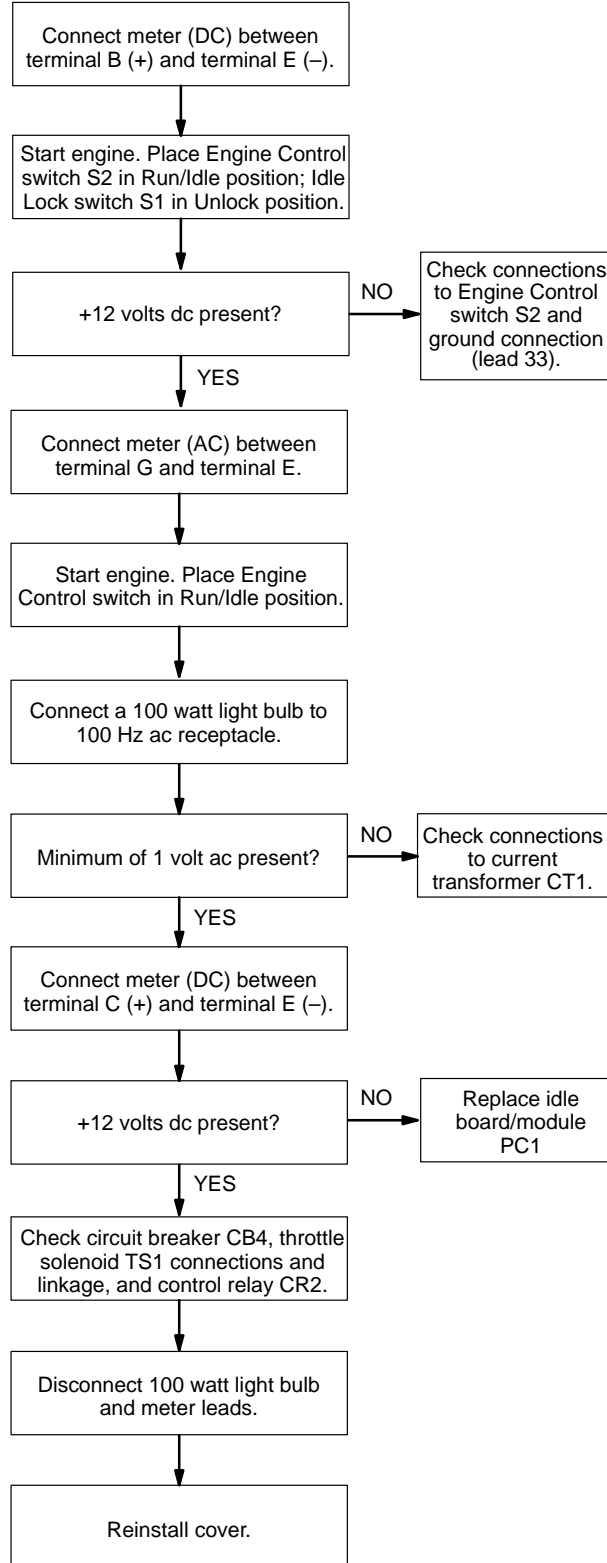 Connect meter (DC) between
terminal B (+) and terminal E (–).
Start engine. Place Engine Control
switch S2 in Run/Idle position; Idle
Lock switch S1 in Unlock position.
+12 volts dc present?
NO
Check connections
to Engine Control
switch S2 and
ground connection
(lead 33).
YES
Connect meter (AC) between
terminal G and terminal E.
Start engine. Place Engine
Control switch in Run/Idle position.
Connect a 100 watt light bulb to
100 Hz ac receptacle.
Minimum of 1 volt ac present?
NO
Check connections
to current
transformer CT1.
YES
Connect meter (DC) between
terminal C (+) and terminal E (–).
+12 volts dc present?
NO
Replace idle
board/module
PC1
YES
Check circuit breaker CB4, throttle
solenoid TS1 connections and
linkage, and control relay CR2.
Disconnect 100 watt light bulb
and meter leads.
Reinstall cover.